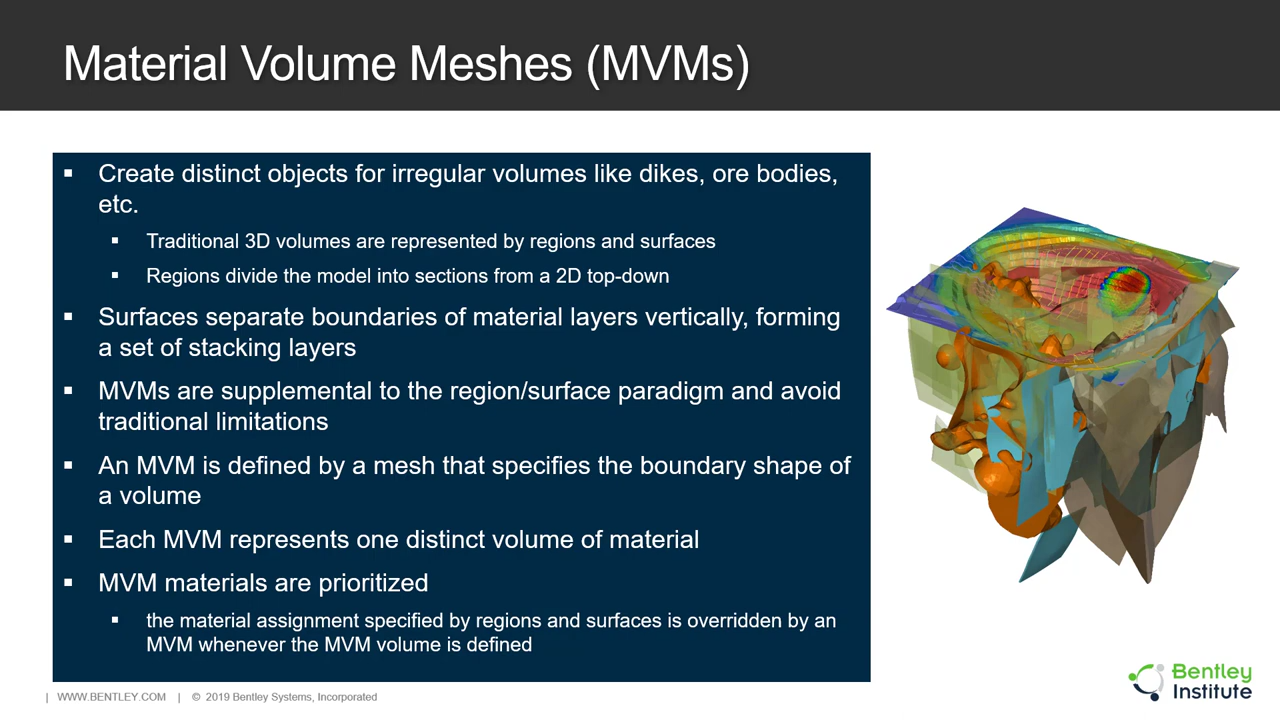 Material Volume Meshes (MVMs)
▪ Create distinct objects for irregular volumes like dikes, ore bodies,
etc.
▪ Traditional 3D volumes are represented by regions and surfaces
▪ Regions divide the model into sections from a 2D top-down
▪ Surfaces separate boundaries of material layers vertically, forming
a set of stacking layers
▪ MVMs are supplemental to the region/surface paradigm and avoid
traditional limitations
▪ An MVM is defined by a mesh that specifies the boundary shape of
a volume
▪ Each MVM represents one distinct volume of material
▪ MVM materials are prioritized
▪ the material assignment specified by regions and surfaces is overridden by an
MVM whenever the MVM volume is defined
| WWW.BENTLEY.COM | © 2019 Bentley Systems, Incorporated
Bentley
Institute